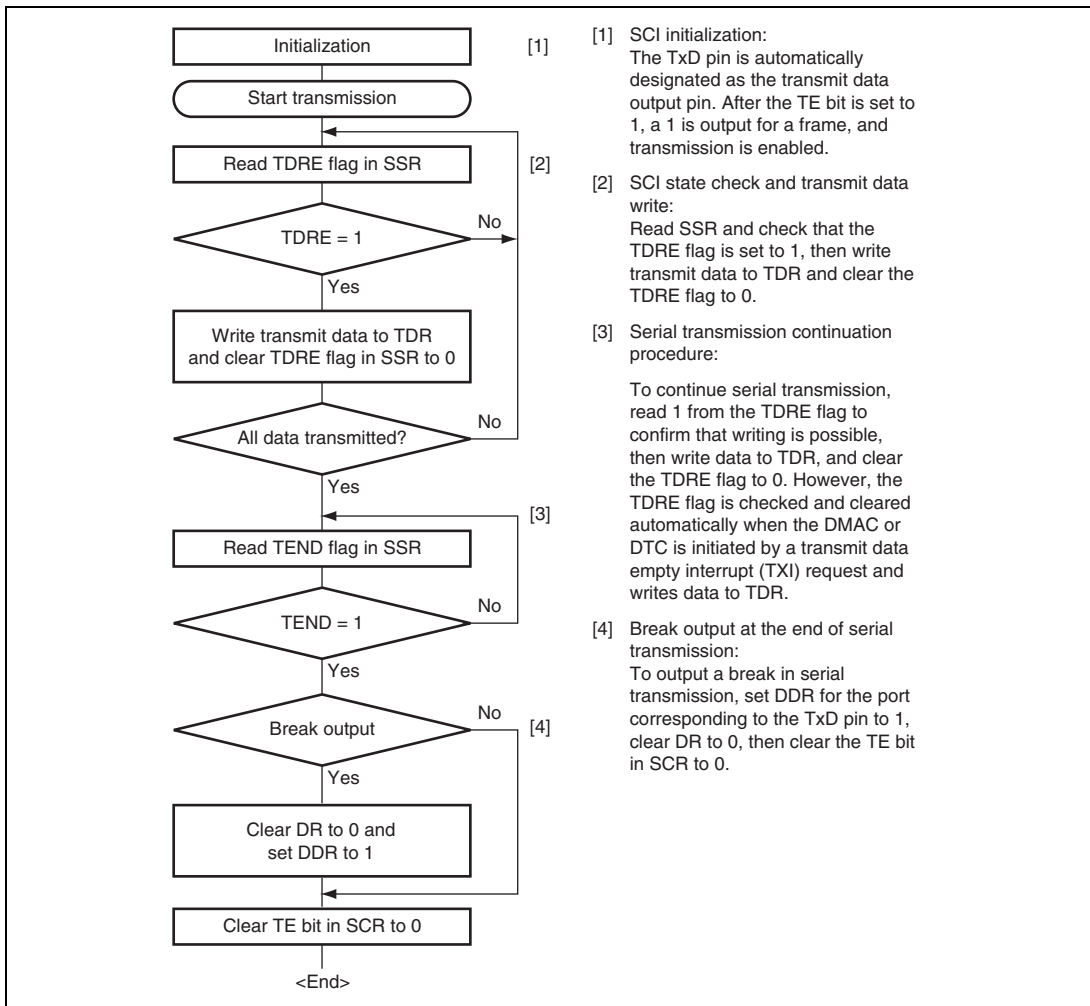 Initialization
[1]
Start transmission
Read TDRE flag in SSR
[2]
TDRE = 1
No
Yes
Write transmit data to TDR
and clear TDRE flag in SSR to 0
All data transmitted?
No
Yes
[3]
Read TEND flag in SSR
TEND = 1
No
Yes
Break output
No
[4]
Yes
Clear DR to 0 and
set DDR to 1
Clear TE bit in SCR to 0
<End>
[1] SCI initialization:
The TxD pin is automatically
designated as the transmit data
output pin. After the TE bit is set to
1, a 1 is output for a frame, and
transmission is enabled.
[2] SCI state check and transmit data
write:
Read SSR and check that the
TDRE flag is set to 1, then write
transmit data to TDR and clear the
TDRE flag to 0.
[3] Serial transmission continuation
procedure:
To continue serial transmission,
read 1 from the TDRE flag to
confirm that writing is possible,
then write data to TDR, and clear
the TDRE flag to 0. However, the
TDRE flag is checked and cleared
automatically when the DMAC or
DTC is initiated by a transmit data
empty interrupt (TXI) request and
writes data to TDR.
[4] Break output at the end of serial
transmission:
To output a break in serial
transmission, set DDR for the port
corresponding to the TxD pin to 1,
clear DR to 0, then clear the TE bit
in SCR to 0.